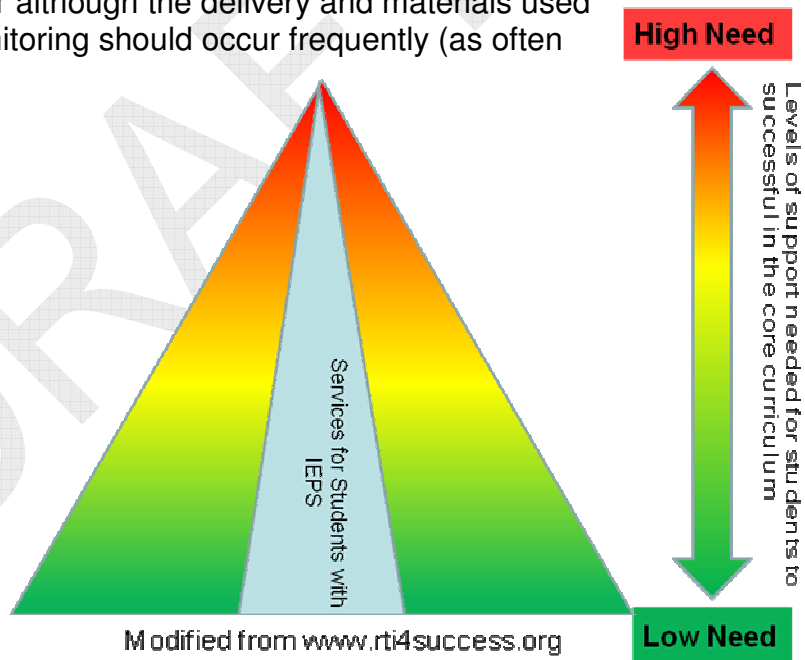 r although the delivery and materials used
nitoring should occur frequently (as often
High Need
Levels of support needed for students to
successful in the core curriculum
Services for Students with
IEPS
Low Need
Modified from www.rti4success.org